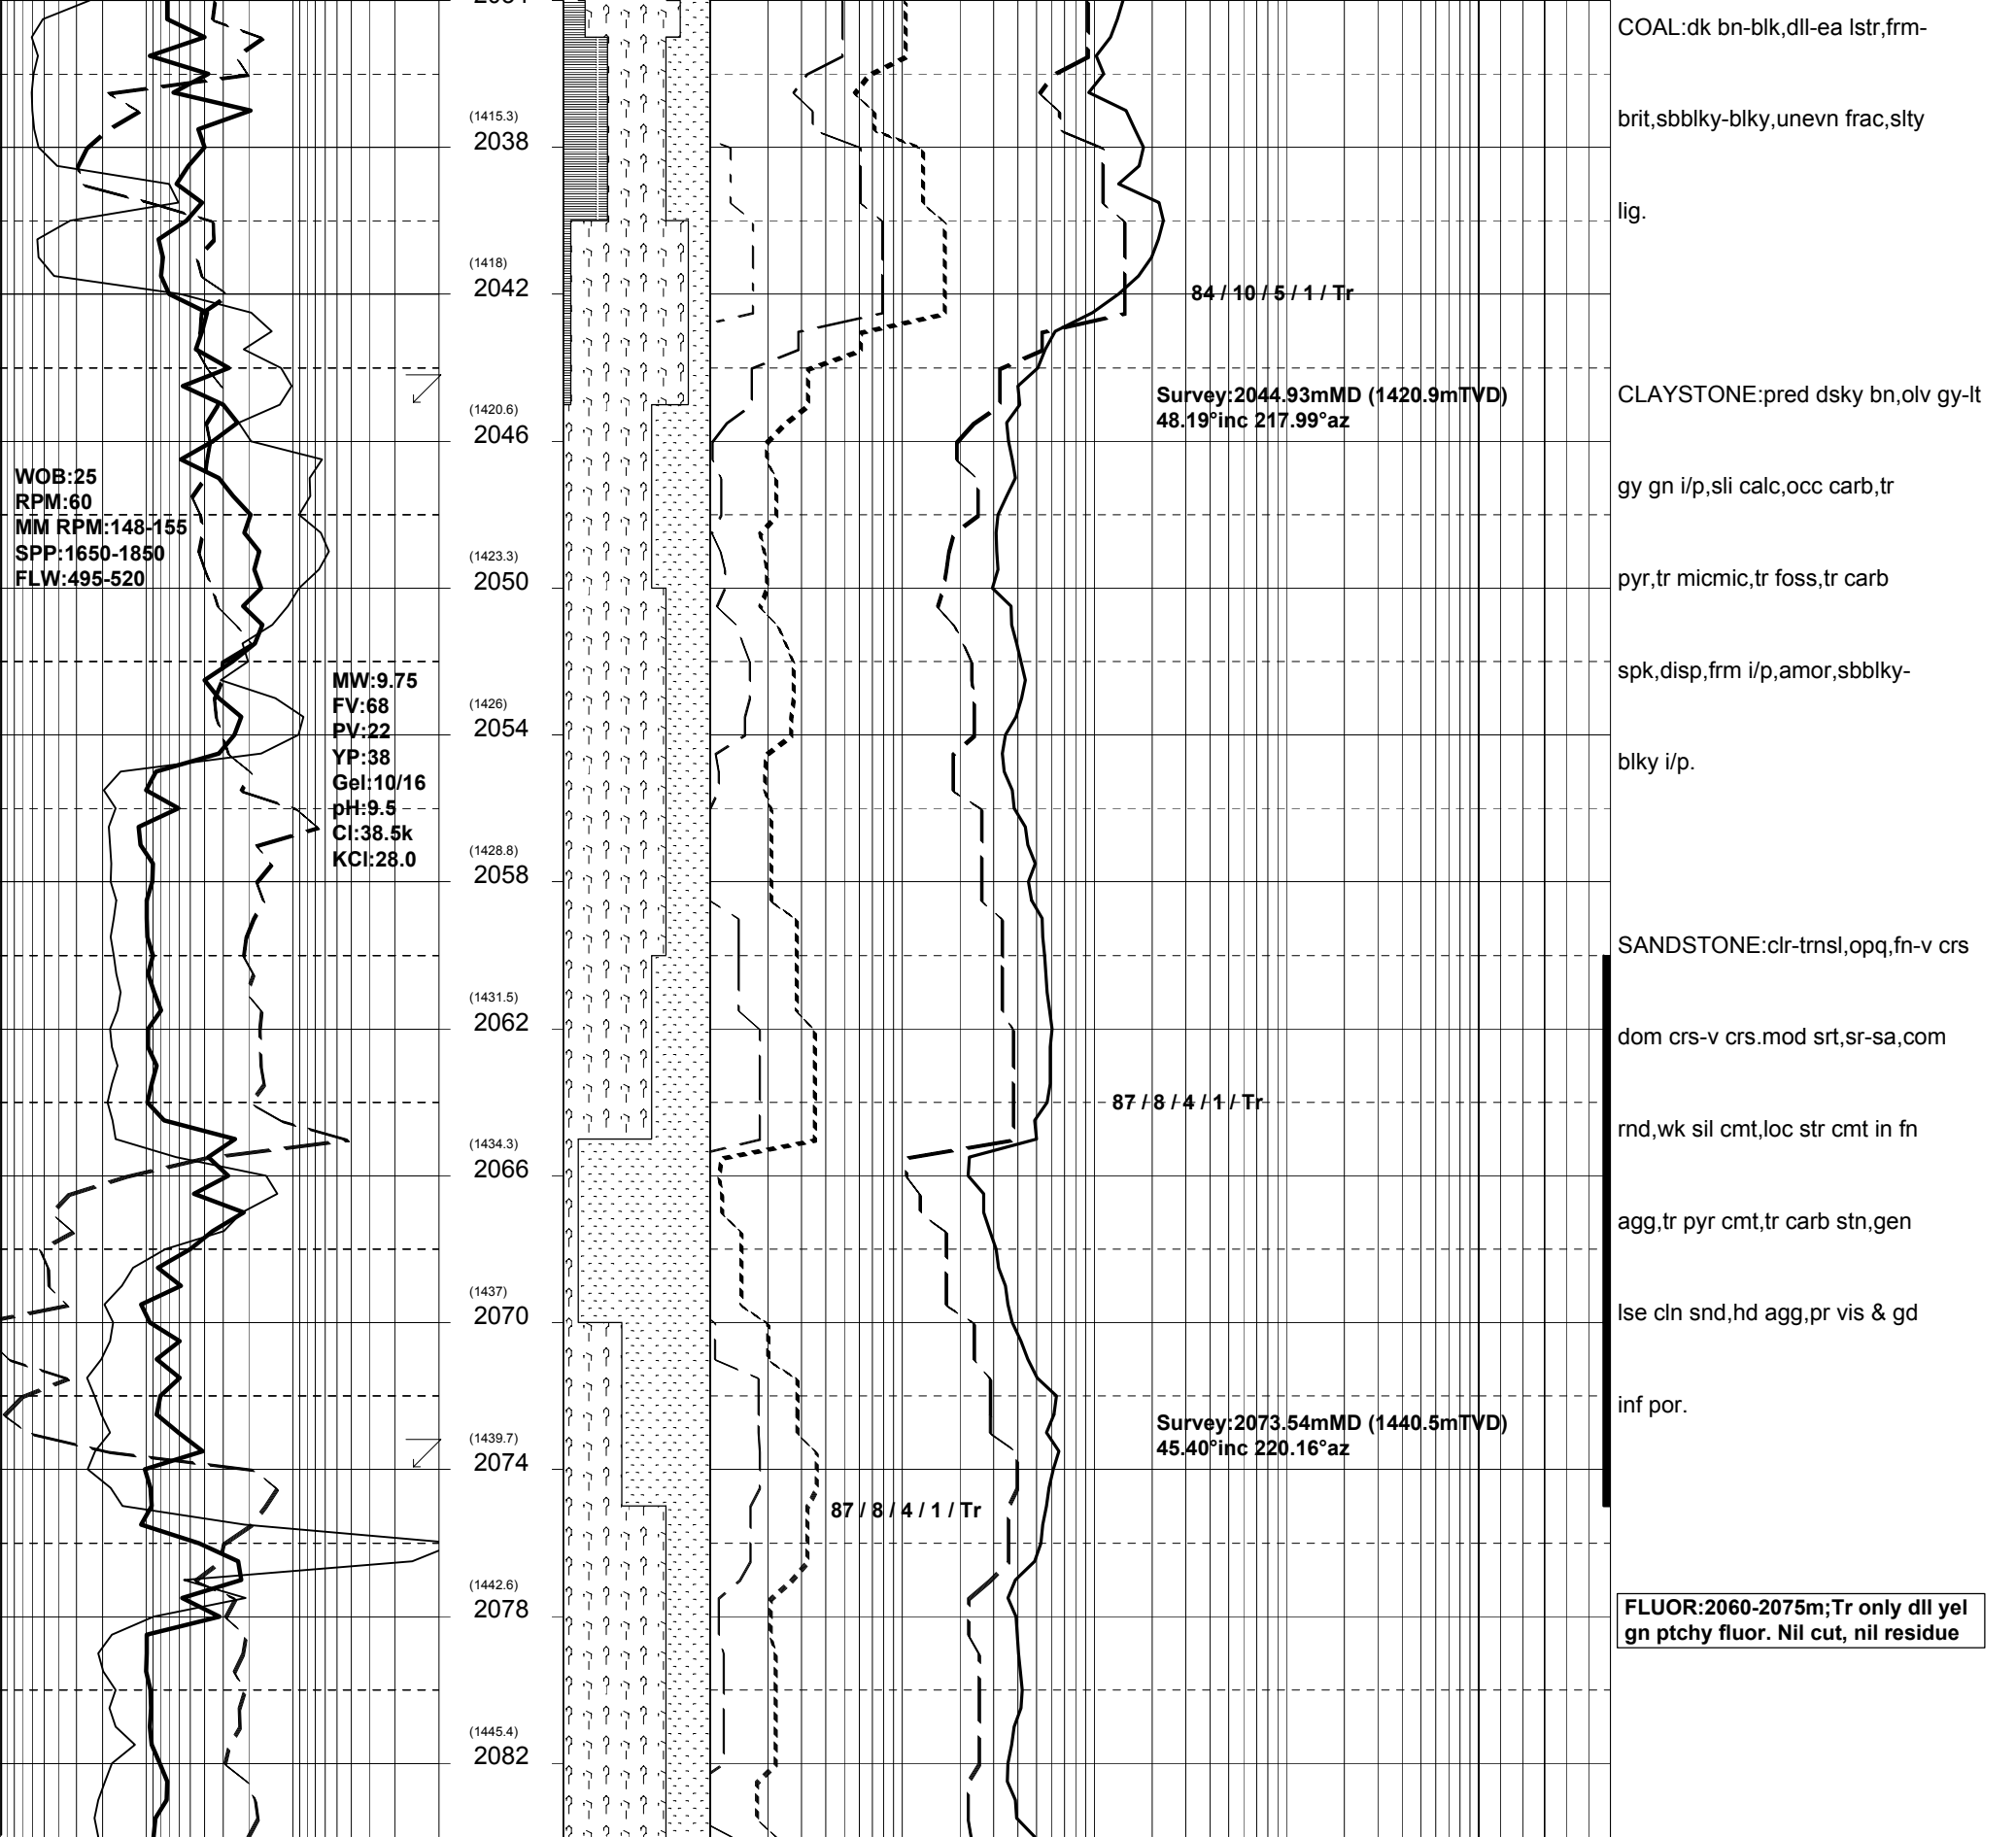 COAL:dk bn-blk,dll-ea lstr,frm-
brit,sbblky-blky,unevn frac,slty
lig.
(1415.3)
2038
(1418)
2042
84 / 10 / 5 / 1 / Tr
Survey:2044.93mMD (1420.9mTVD)
48.19°inc 217.99°az
CLAYSTONE:pred dsky bn,olv gy-lt
gy gn i/p,sli calc,occ carb,tr
pyr,tr micmic,tr foss,tr carb
spk,disp,frm i/p,amor,sbblky-
blky i/p.
(1420.6)
2046
WOB:25
RPM:60
MM RPM:148-155
SPP:1650-1850
FLW:495-520
(1423.3)
2050
MW:9.75
FV:68
PV:22
YP:38
Gel:10/16
pH:9.5
Cl:38.5k
KCl:28.0
(1426)
2054
(1428.8)
2058
SANDSTONE:clr-trnsl,opq,fn-v crs
dom crs-v crs.mod srt,sr-sa,com
rnd,wk sil cmt,loc str cmt in fn
agg,tr pyr cmt,tr carb stn,gen
lse cln snd,hd agg,pr vis & gd
inf por.
(1431.5)
2062
87 / 8 / 4 / 1 / Tr
(1434.3)
2066
(1437)
2070
Survey:2073.54mMD (1440.5mTVD)
45.40°inc 220.16°az
(1439.7)
2074
87 / 8 / 4 / 1 / Tr
(1442.6)
2078
FLUOR:2060-2075m;Tr only dll yel
gn ptchy fluor. Nil cut, nil residue
(1445.4)
2082